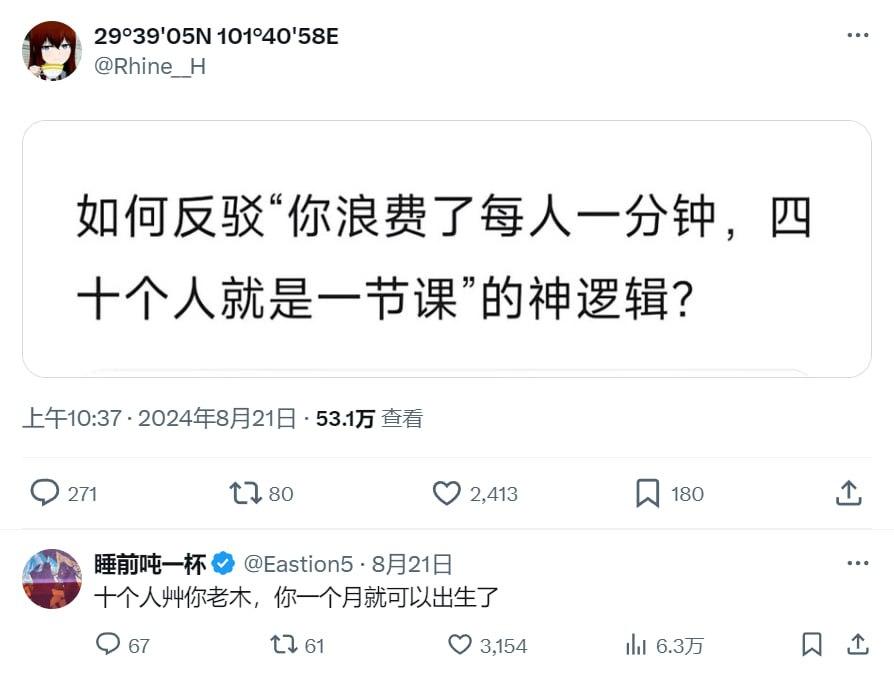 29°39'05N 101°40'58E
@Rhine__H
如何反驳“你浪费了每人一分钟，四
十个人就是一节课”的神逻辑？
上午10:37 · 2024年8月21日 · 53.1万 查看
271 80 2,413 180
睡前吨一杯 @Eastion5 · 8月21日
十个人艸你老木，你一个月就可以出生了
67 61 3,154 6.3万